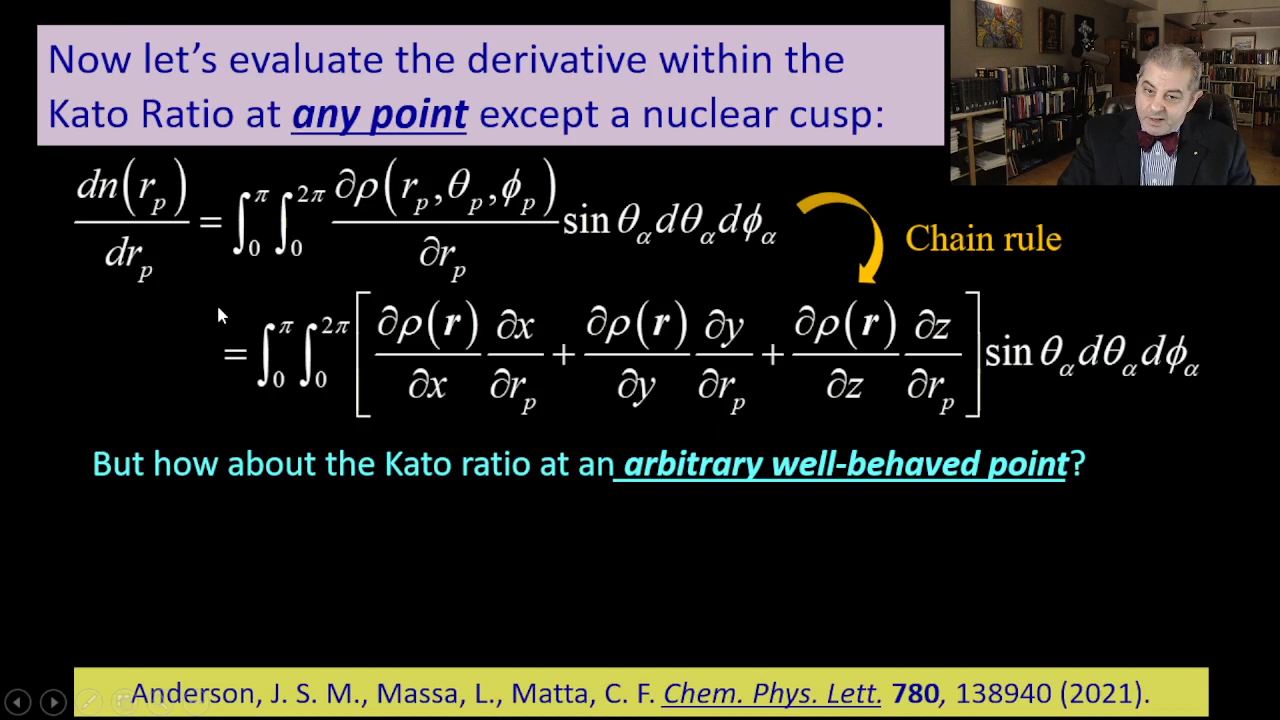 Now let's evaluate the derivative within the
Kato Ratio at any point except a nuclear cusp:
dn(r_p)/dr_p = ∫_0^π ∫_0^{2π} ∂ρ(r_p, θ_p, ϕ_p)/∂r_p sin θ_α dθ_α dϕ_α
Chain rule
= ∫_0^π ∫_0^{2π} [∂ρ(r)/∂x ∂x/∂r_p + ∂ρ(r)/∂y ∂y/∂r_p + ∂ρ(r)/∂z ∂z/∂r_p] sin θ_α dθ_α dϕ_α
But how about the Kato ratio at an arbitrary well-behaved point?
Anderson, J. S. M., Massa, L., Matta, C. F. Chem. Phys. Lett. 780, 138940 (2021).